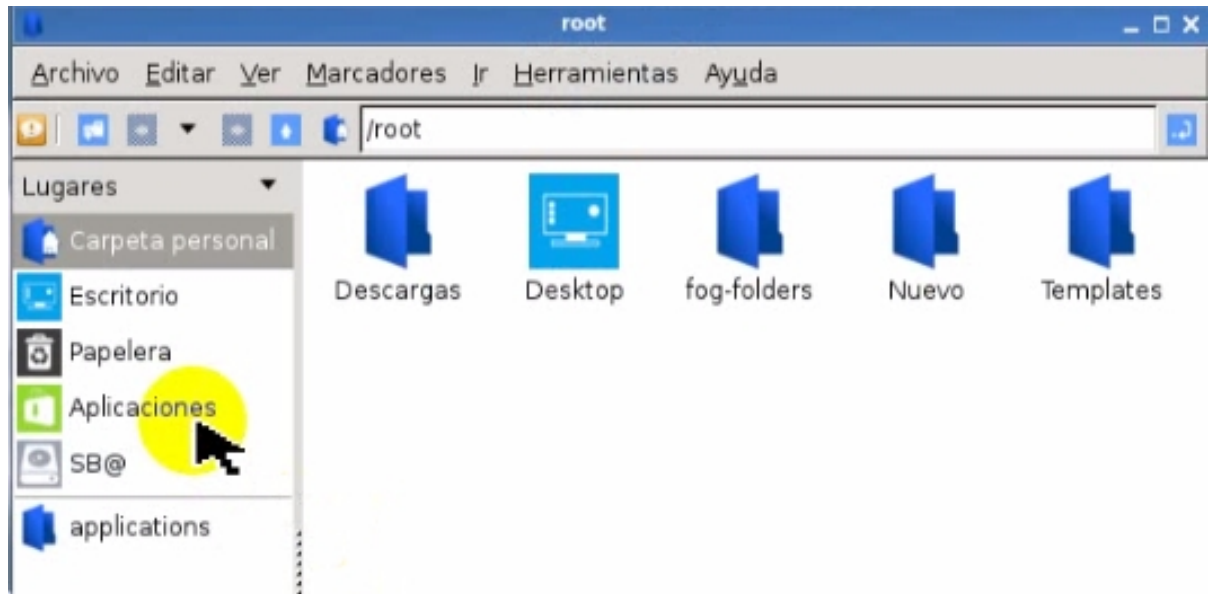 root
Archivo Editar Ver Marcadores Ir Herramientas Ayuda
/root
Lugares
Carpeta personal
Escritorio
Papelera
Aplicaciones
SB@
applications
Descargas Desktop fog-folders Nuevo Templates